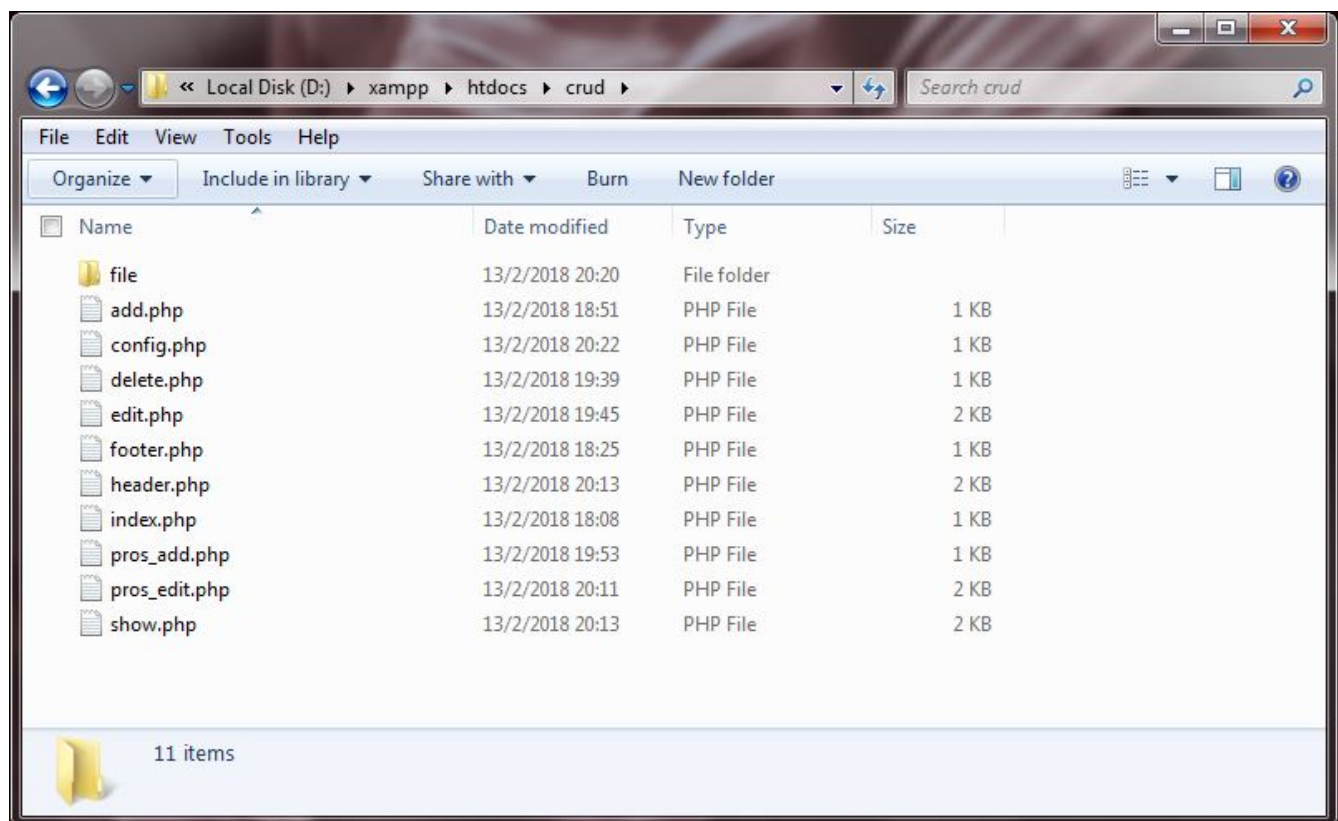 « Local Disk (D:) ▸ xampp ▸ htdocs ▸ crud ▸ Search crud
File Edit View Tools Help
Organize Include in library Share with Burn New folder
Name Date modified Type Size
file 13/2/2018 20:20 File folder
add.php 13/2/2018 18:51 PHP File 1 KB
config.php 13/2/2018 20:22 PHP File 1 KB
delete.php 13/2/2018 19:39 PHP File 1 KB
edit.php 13/2/2018 19:45 PHP File 2 KB
footer.php 13/2/2018 18:25 PHP File 1 KB
header.php 13/2/2018 20:13 PHP File 2 KB
index.php 13/2/2018 18:08 PHP File 1 KB
pros_add.php 13/2/2018 19:53 PHP File 1 KB
pros_edit.php 13/2/2018 20:11 PHP File 2 KB
show.php 13/2/2018 20:13 PHP File 2 KB
11 items